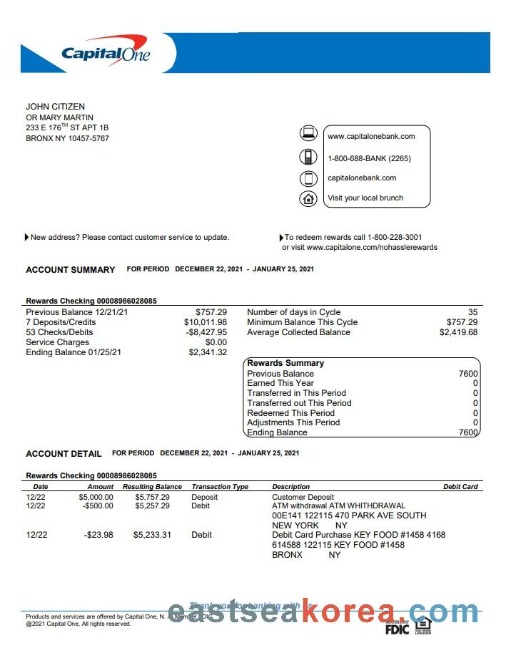 CapitalOne
JOHN CITIZEN
OR MARY MARTIN
233 E 176TH ST APT 1B
BRONX NY 10457-5767
www.capitalonebank.com
1-800-688-BANK (2265)
capitalonebank.com
Visit your local brunch
New address? Please contact customer service to update.
To redeem rewards call 1-800-228-3001
or visit www.capitalone.com/nohasslerewards
ACCOUNT SUMMARY FOR PERIOD DECEMBER 22, 2021 - JANUARY 25, 2021
Rewards Checking 00008986028085
Previous Balance 12/21/21 $757.29
7 Deposits/Credits $10,011.98
53 Checks/Debits -$8,427.95
Service Charges $0.00
Ending Balance 01/25/21 $2,341.32
Number of days in Cycle 35
Minimum Balance This Cycle $757.29
Average Collected Balance $2,419.68
Rewards Summary
Previous Balance 7600
Earned This Year 0
Transferred in This Period 0
Transferred out This Period 0
Redeemed This Period 0
Adjustments This Period 0
Ending Balance 7600
ACCOUNT DETAIL FOR PERIOD DECEMBER 22, 2021 - JANUARY 25, 2021
Rewards Checking 00008986028085
Date Amount Resulting Balance Transaction Type Description Debit Card
12/22 $5,000.00 $5,757.29 Deposit Customer Deposit
12/22 -$500.00 $5,257.29 Debit ATM withdrawal ATM WHITHDRAWAL
00E141 122115 470 PARK AVE SOUTH
NEW YORK NY
12/22 -$23.98 $5,233.31 Debit Debit Card Purchase KEY FOOD #1458 4168
614588 122115 KEY FOOD #1458
BRONX NY
Thank you for banking with us
eastseakorea.com
Products and services are offered by Capital One, N. A., Member FDIC
@2021 Capital One, All rights reserved.
FDIC